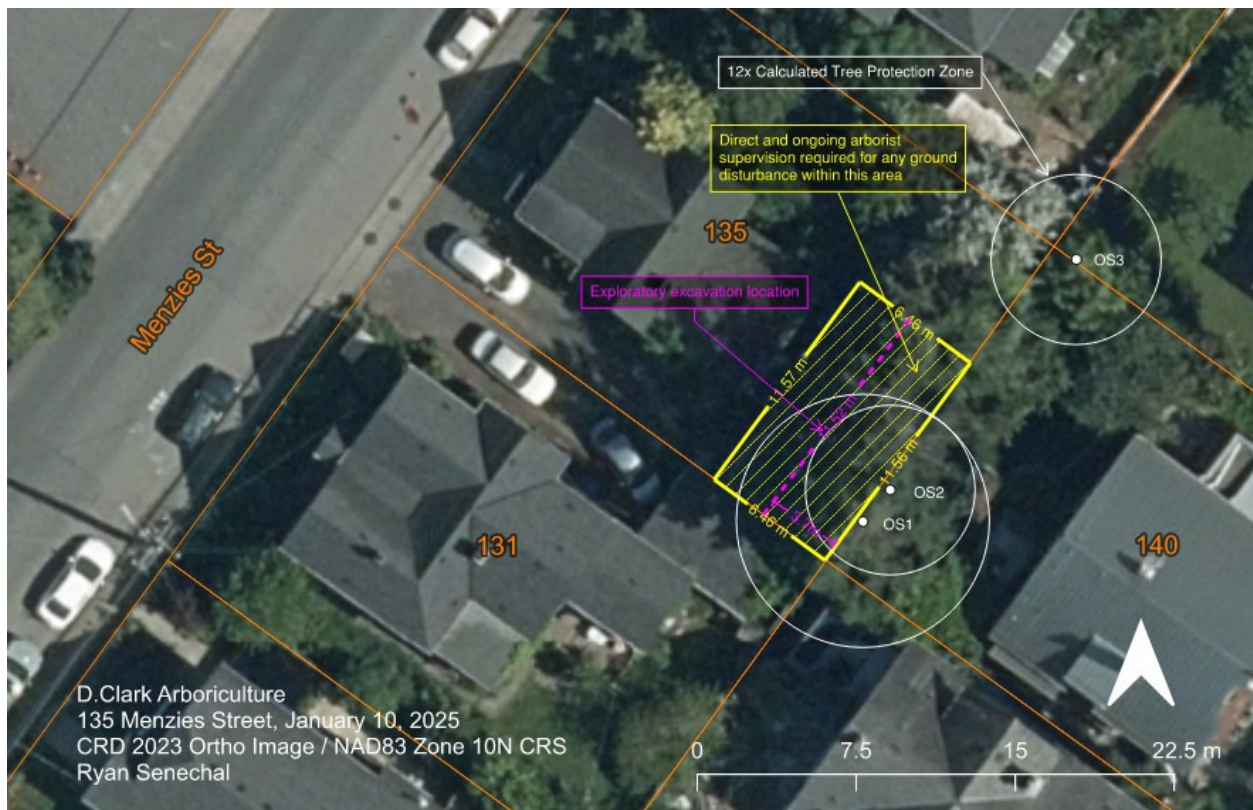 12x Calculated Tree Protection Zone
Direct and ongoing arborist
supervision required for any ground
disturbance within this area
135
OS3
Menzies St
Exploratory excavation location
6.46 m
11.57 m
11.56 m
OS2
OS1
6.46 m
131
140
D.Clark Arboriculture
135 Menzies Street, January 10, 2025
CRD 2023 Ortho Image / NAD83 Zone 10N CRS
Ryan Senechal
0 7.5 15 22.5 m